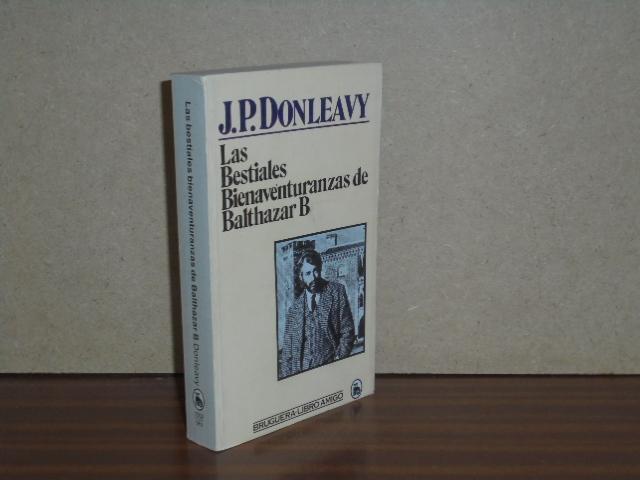 J.P. DONLEAVY
Las
Bestiales
Bienaventuranzas de
Balthazar B
BRUGUERA-LIBRO AMIGO
Las bestiales bienaventuranzas de Balthazar B Donleavy